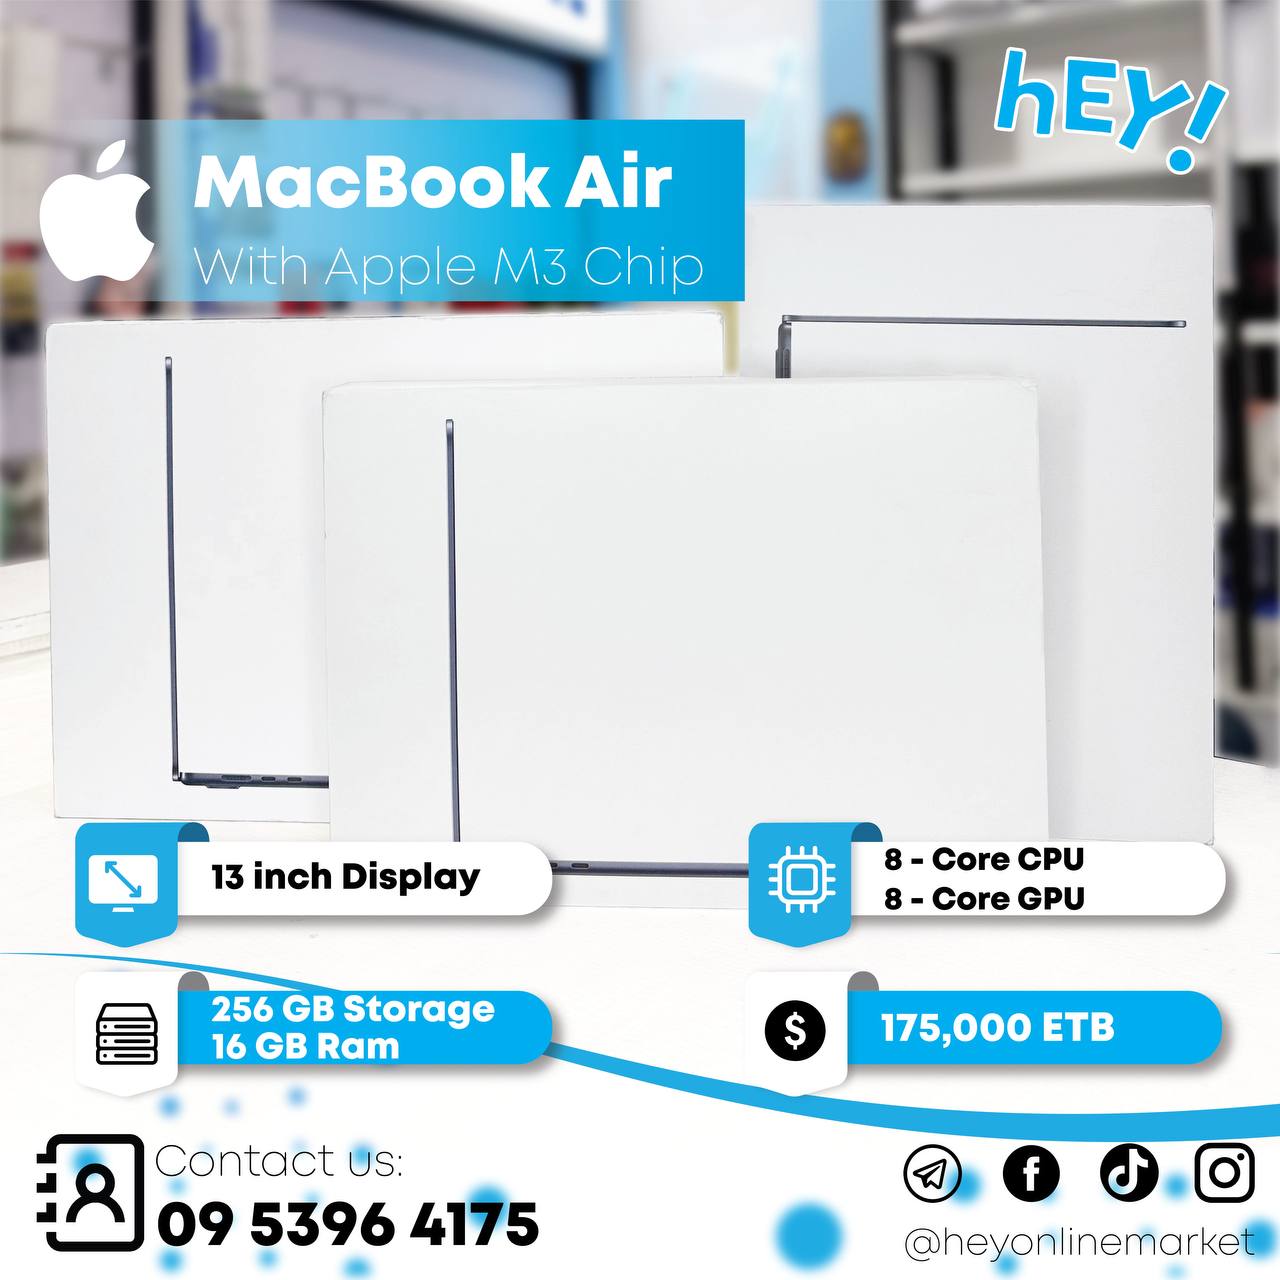 hEY!
MacBook Air
With Apple M3 Chip
13 inch Display
8 - Core CPU
8 - Core GPU
256 GB Storage
16 GB Ram
$
175,000 ETB
Contact us:
09 5396 4175
@heyonlinemarket